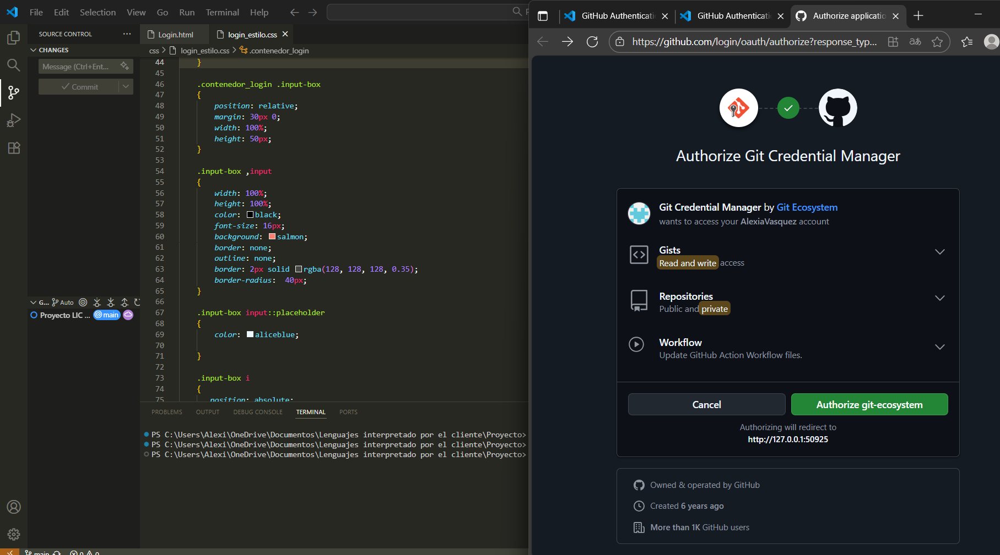 File Edit Selection View Go Run Terminal Help
SOURCE CONTROL
CHANGES
Message (Ctrl+Ent...
Commit
G... Auto
Proyecto LIC ... main
Login.html
login_estilo.css
css > login_estilo.css > .contenedor_login
44 }
45
46 .contenedor_login .input-box
47 {
48 position: relative;
49 margin: 30px 0;
50 width: 100%;
51 height: 50px;
52 }
53
54 .input-box ,input
55 {
56 width: 100%;
57 height: 100%;
58 color: black;
59 font-size: 16px;
60 background: salmon;
61 border: none;
62 outline: none;
63 border: 2px solid rgba(128, 128, 128, 0.35);
64 border-radius:  40px;
65 }
66
67 .input-box input::placeholder
68 {
69 color: aliceblue;
70
71 }
72
73 .input-box i
74 {
75 position: absolute;
PROBLEMS OUTPUT DEBUG CONSOLE TERMINAL PORTS
PS C:\Users\Alexi\OneDrive\Documentos\Lenguajes interpretado por el cliente\Proyecto>
PS C:\Users\Alexi\OneDrive\Documentos\Lenguajes interpretado por el cliente\Proyecto>
PS C:\Users\Alexi\OneDrive\Documentos\Lenguajes interpretado por el cliente\Proyecto>
main 0 0
GitHub Authenticati
GitHub Authenticati
Authorize applicatio
https://github.com/login/oauth/authorize?response_typ...
Authorize Git Credential Manager
Git Credential Manager by Git Ecosystem
wants to access your AlexiaVasquez account
Gists
Read and write access
Repositories
Public and private
Workflow
Update GitHub Action Workflow files.
Cancel
Authorize git-ecosystem
Authorizing will redirect to
http://127.0.0.1:50925
Owned & operated by GitHub
Created 6 years ago
More than 1K GitHub users